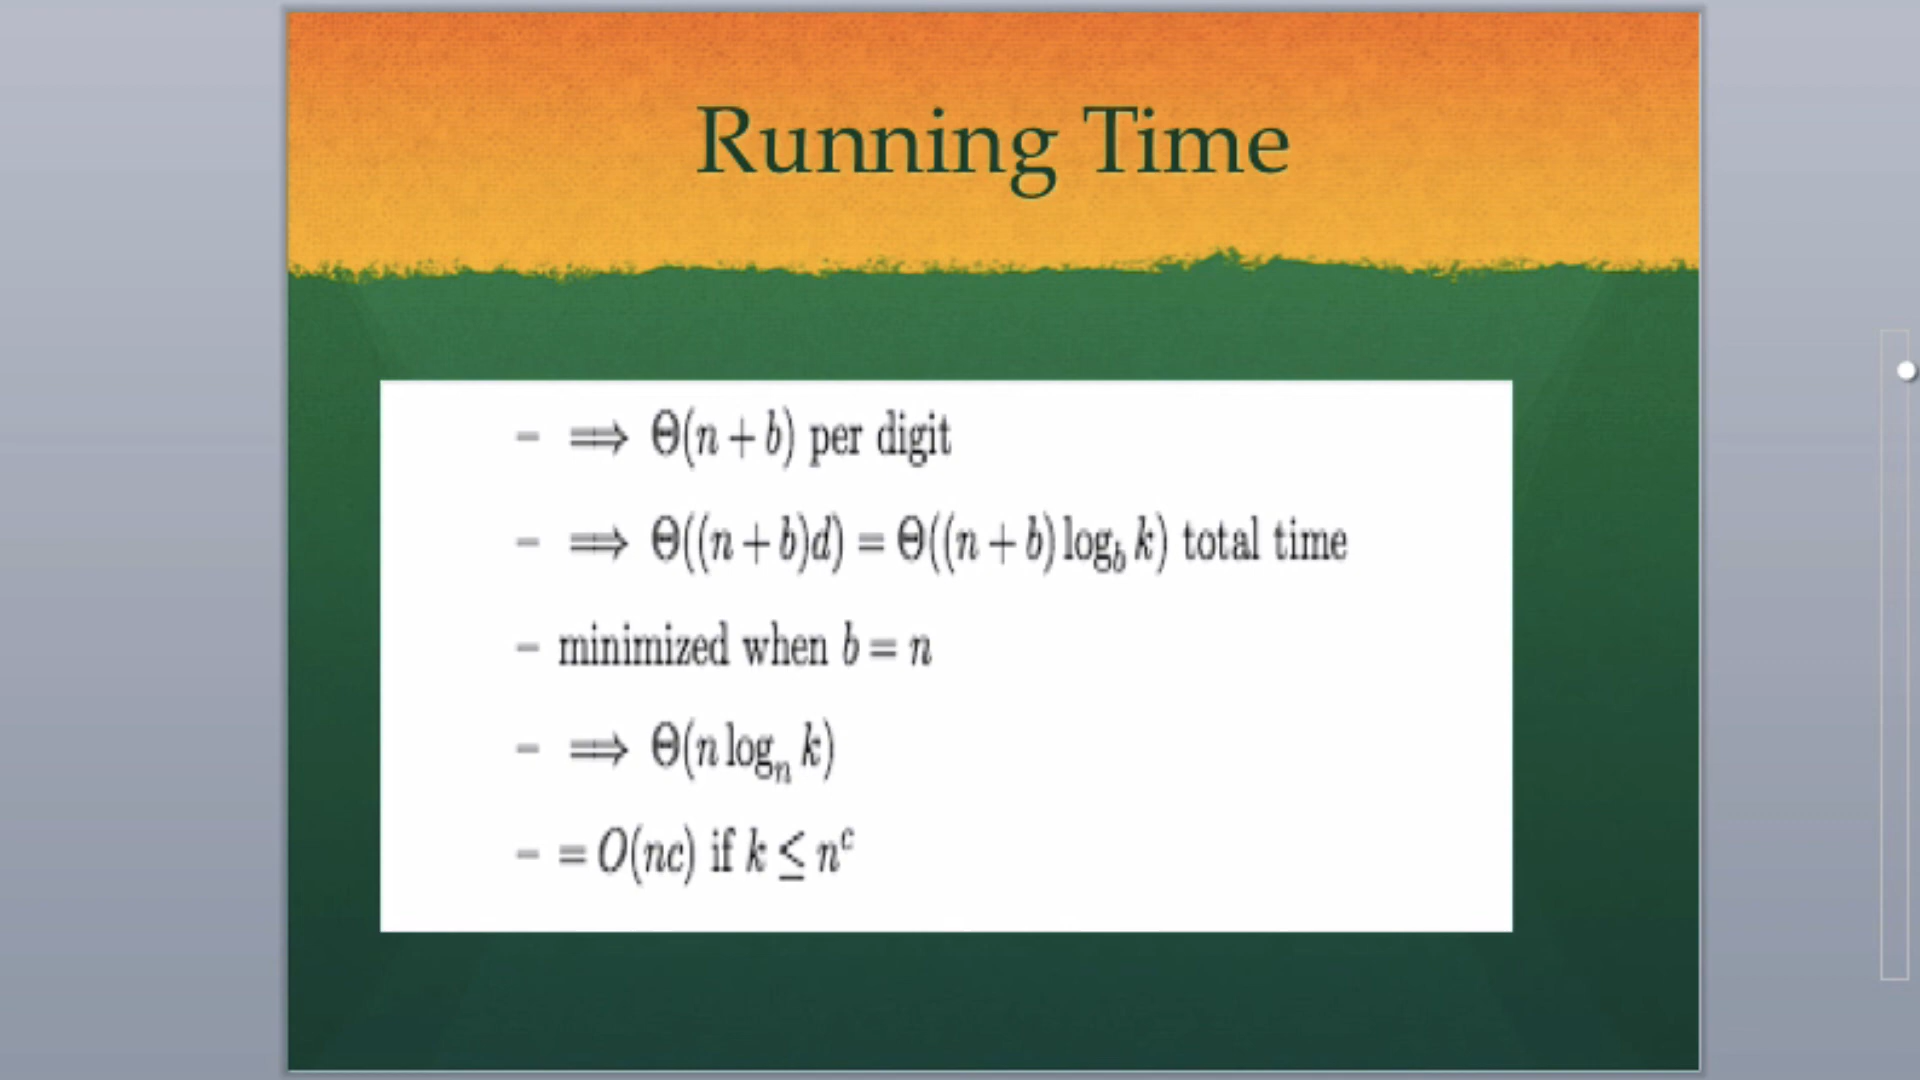 Running Time
– ⟹ Θ(n + b) per digit
– ⟹ Θ((n + b)d) = Θ((n + b) log_b k) total time
– minimized when b = n
– ⟹ Θ(n log_n k)
– = O(nc) if k ≤ n^c